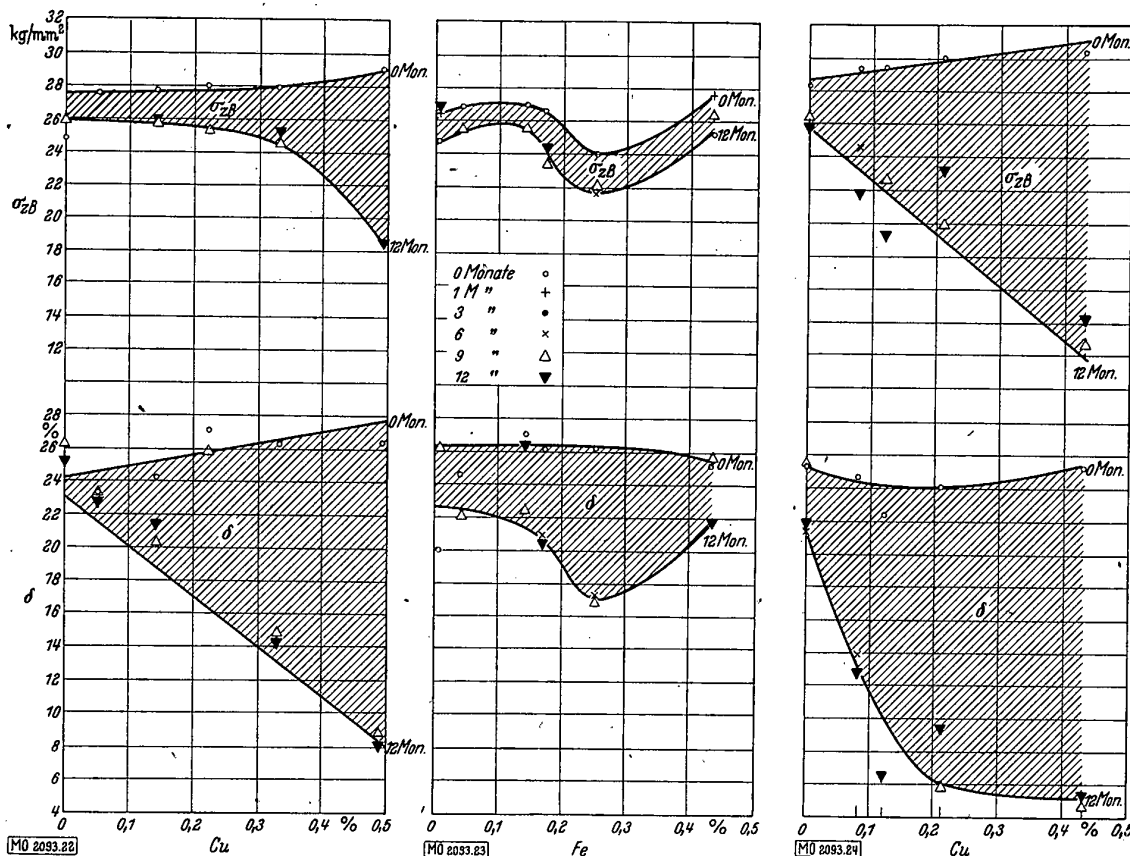 32
kg/mm²
30
28
26
24
22
σzB
20
18
16
14
12
28
%
26
24
22
20
18
δ
16
14
12
10
8
6
4
0 Mon.
σzB
12 Mon.
0 Mon.
δ
12 Mon.
0 0,1 0,2 0,3 0,4 % 0,5
MO 2093.22
Cu
0 Mon.
12 Mon.
σzB
0 Monate ○
1 M " +
3 " ●
6 " ×
9 " △
12 " ▼
0 Mon.
δ
12 Mon.
0 0,1 0,2 0,3 0,4 % 0,5
MO 2093.23
Fe
0 Mon.
σzB
12 Mon.
0 Mon.
δ
12 Mon.
0 0,1 0,2 0,3 0,4 % 0,5
MO 2093.24
Cu